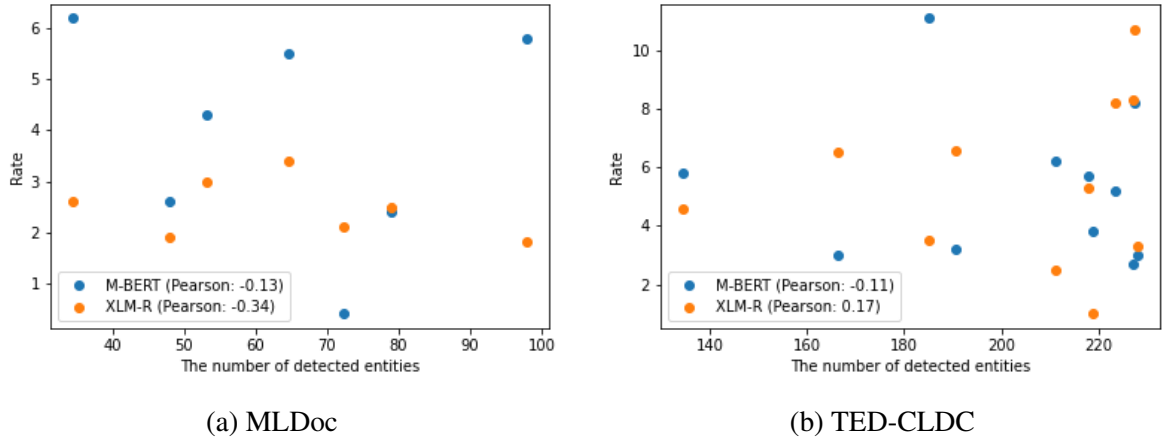 6
5
4
3
2
1
Rate
M-BERT (Pearson: -0.13)
XLM-R (Pearson: -0.34)
40 50 60 70 80 90 100
The number of detected entities
(a) MLDoc
10
8
6
4
2
Rate
M-BERT (Pearson: -0.11)
XLM-R (Pearson: 0.17)
140 160 180 200 220
The number of detected entities
(b) TED-CLDC